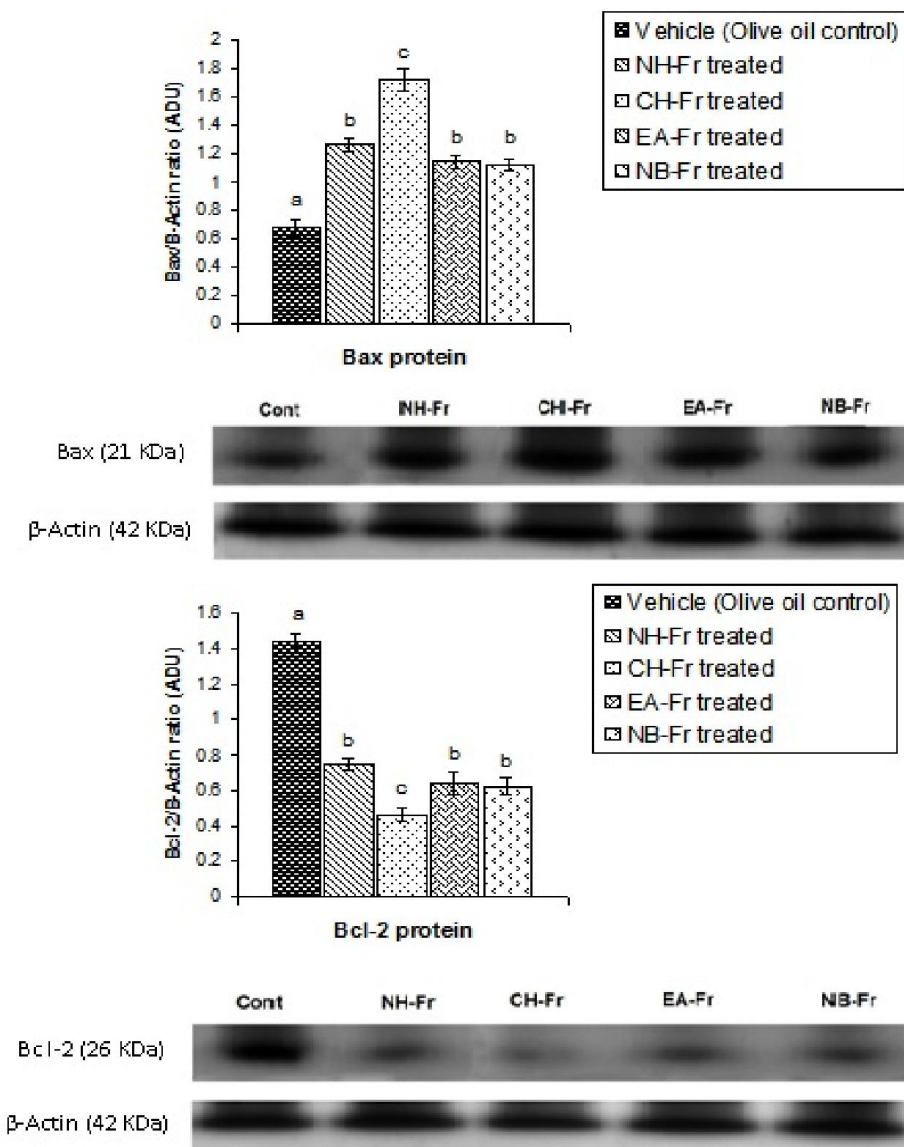 2
1.8
1.6
1.4
1.2
1
0.8
0.6
0.4
0.2
0
Bax/B-Actin ratio (ADU)
a
b
c
b
b
Bax protein
Vehicle (Olive oil control)
NH-Fr treated
CH-Fr treated
EA-Fr treated
NB-Fr treated
Cont NH-Fr CH-Fr EA-Fr NB-Fr
Bax (21 KDa)
β-Actin (42 KDa)
1.6
1.4
1.2
1
0.8
0.6
0.4
0.2
0
Bcl-2/B-Actin ratio (ADU)
a
b
c
b
b
Bcl-2 protein
Vehicle (Olive oil control)
NH-Fr treated
CH-Fr treated
EA-Fr treated
NB-Fr treated
Cont NH-Fr CH-Fr EA-Fr NB-Fr
Bcl-2 (26 KDa)
β-Actin (42 KDa)